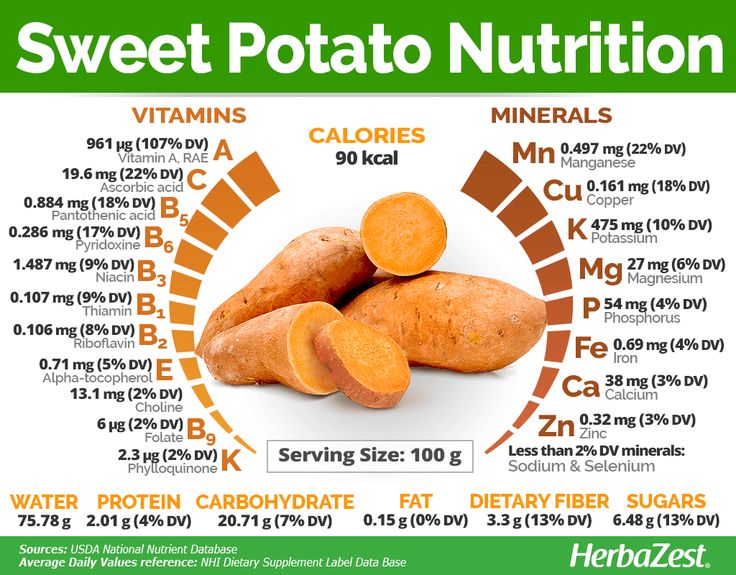 Sweet Potato Nutrition
VITAMINS
961 µg (107% DV) A
Vitamin A, RAE
19.6 mg (22% DV) C
Ascorbic acid
0.884 mg (18% DV) B5
Pantothenic acid
0.286 mg (17% DV) B6
Pyridoxine
1.487 mg (9% DV) B3
Niacin
0.107 mg (9% DV) B1
Thiamin
0.106 mg (8% DV) B2
Riboflavin
0.71 mg (5% DV) E
Alpha-tocopherol
13.1 mg (2% DV)
Choline
6 µg (2% DV) B9
Folate
2.3 µg (2% DV) K
Phylloquinone
CALORIES
90 kcal
Serving Size: 100 g
MINERALS
Mn 0.497 mg (22% DV)
Manganese
Cu 0.161 mg (18% DV)
Copper
K 475 mg (10% DV)
Potassium
Mg 27 mg (6% DV)
Magnesium
P 54 mg (4% DV)
Phosphorus
Fe 0.69 mg (4% DV)
Iron
Ca 38 mg (3% DV)
Calcium
Zn 0.32 mg (3% DV)
Zinc
Less than 2% DV minerals:
Sodium & Selenium
WATER PROTEIN CARBOHYDRATE FAT DIETARY FIBER SUGARS
75.78 g 2.01 g (4% DV) 20.71 g (7% DV) 0.15 g (0% DV) 3.3 g (13% DV) 6.48 g (13% DV)
Sources: USDA National Nutrient Database
Average Daily Values reference: NHI Dietary Supplement Label Data Base
HerbaZest®